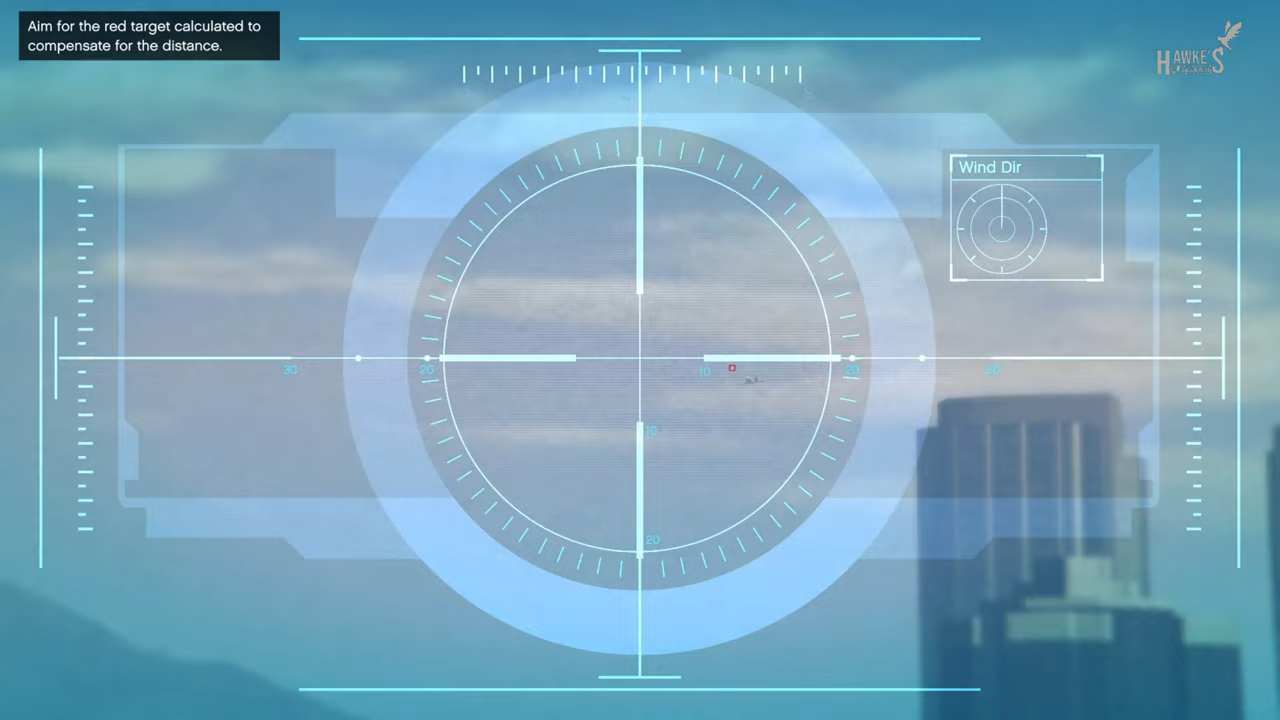 Aim for the red target calculated to
compensate for the distance.
HAWKE'S
Wind Dir
30
20
10
20
30
10
20